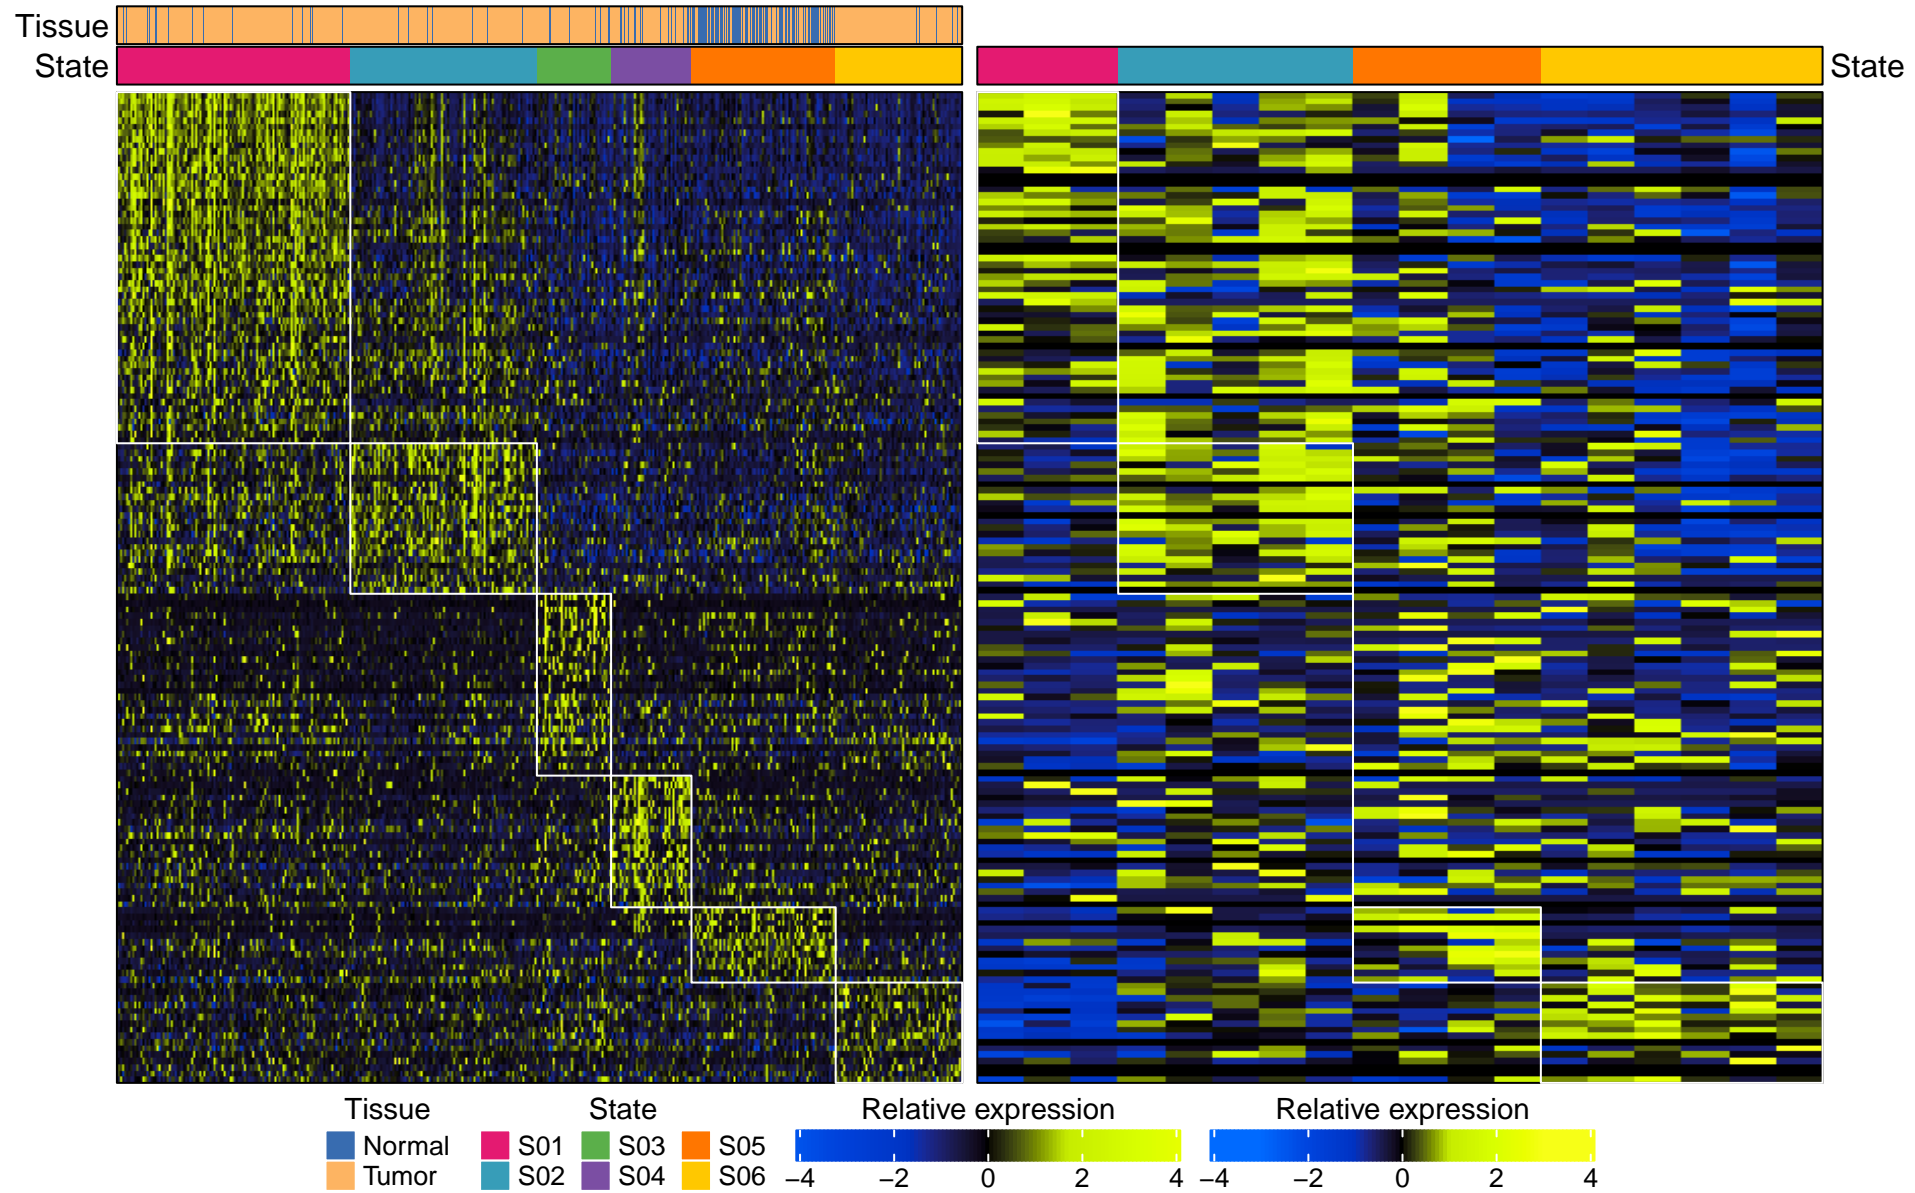 Tissue
State
State
Tissue State Relative expression Relative expression
Normal S01 S03 S05
Tumor S02 S04 S06
−4 −2 0 2 4 −4 −2 0 2 4